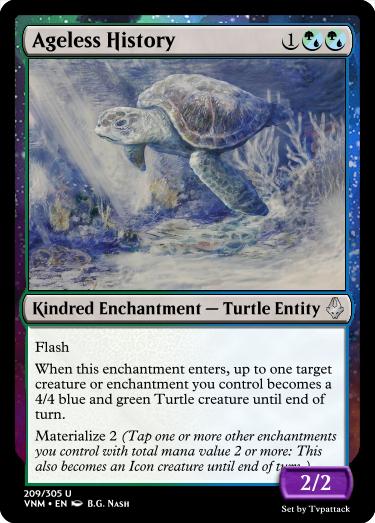 Ageless History 1
Kindred Enchantment — Turtle Entity
Flash
When this enchantment enters, up to one target
creature or enchantment you control becomes a
4/4 blue and green Turtle creature until end of
turn.
Materialize 2 (Tap one or more other enchantments
you control with total mana value 2 or more: This
also becomes an Icon creature until end of turn.)
2/2
209/305 U
VNM • EN B.G. Nash
Set by Tvpattack